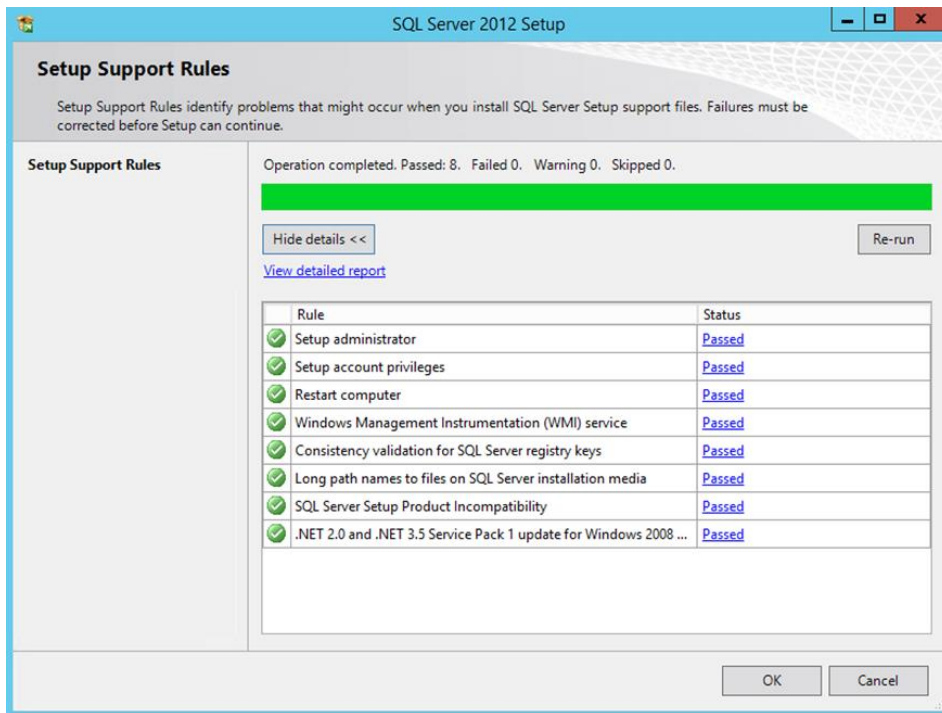 SQL Server 2012 Setup
Setup Support Rules
Setup Support Rules identify problems that might occur when you install SQL Server Setup support files. Failures must be
corrected before Setup can continue.
Setup Support Rules
Operation completed. Passed: 8.   Failed 0.   Warning 0.   Skipped 0.
Hide details <<
Re-run
View detailed report
Rule Status
Setup administrator Passed
Setup account privileges Passed
Restart computer Passed
Windows Management Instrumentation (WMI) service Passed
Consistency validation for SQL Server registry keys Passed
Long path names to files on SQL Server installation media Passed
SQL Server Setup Product Incompatibility Passed
.NET 2.0 and .NET 3.5 Service Pack 1 update for Windows 2008 ... Passed
OK Cancel